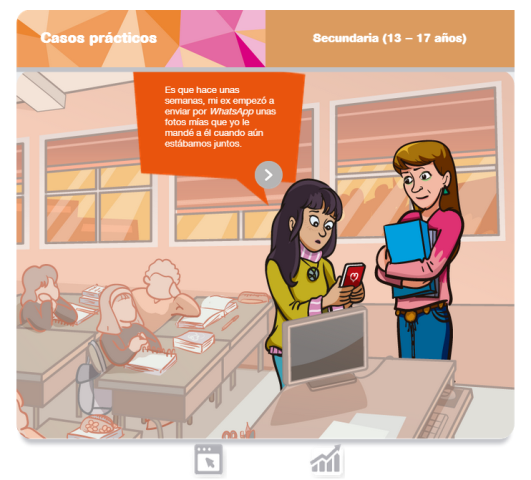 Casos prácticos
Secundaria (13 – 17 años)
Es que hace unas
semanas, mi ex empezó a
enviar por WhatsApp unas
fotos mías que yo le
mandé a él cuando aún
estábamos juntos.